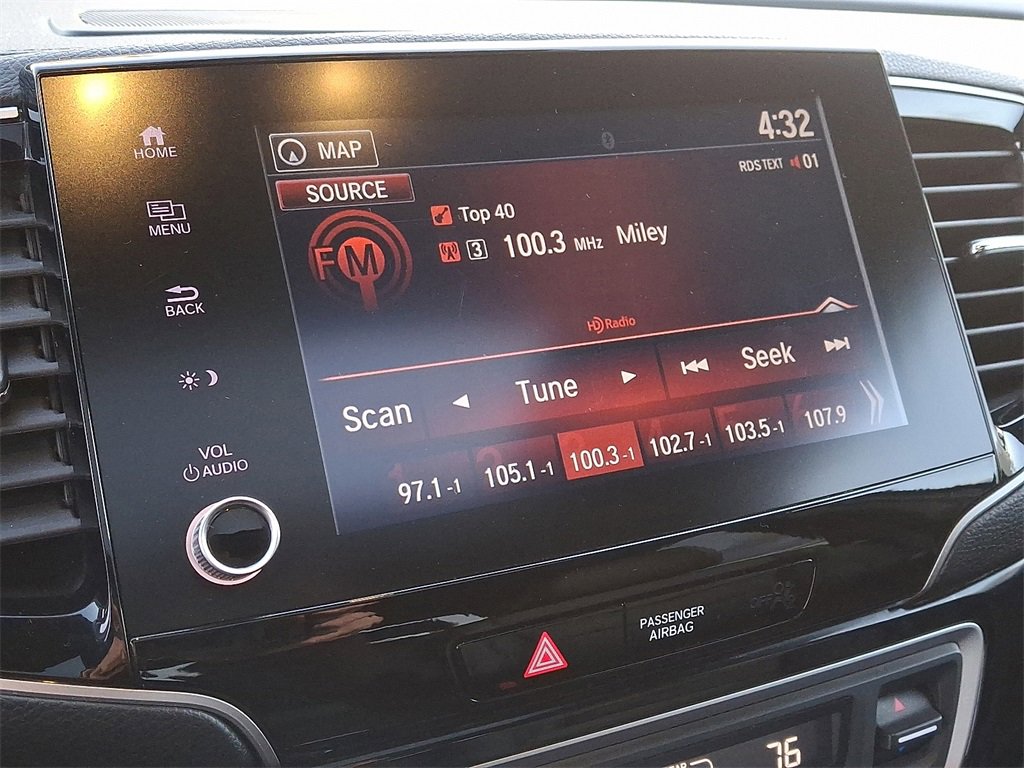 HOME
MENU
BACK
VOL
AUDIO
MAP
4:32
SOURCE
RDS TEXT 01
FM
Top 40
3 100.3 MHz Miley
HD Radio
Scan Tune Seek
97.1-1 105.1-1 100.3-1 102.7-1 103.5-1 107.9
PASSENGER
AIRBAG
OFF
76